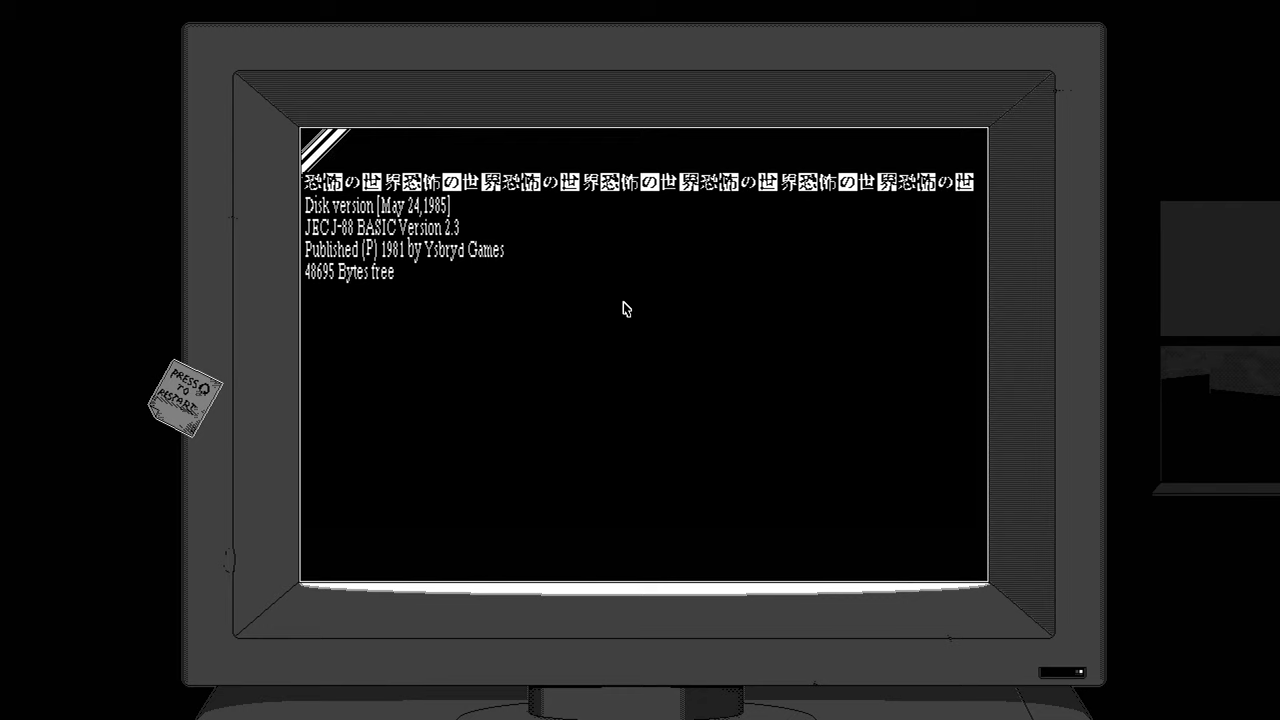 恐怖の世界恐怖の世界恐怖の世界恐怖の世界恐怖の世界恐怖の世界恐怖の世
Disk version [May 24,1985]
JEC J-88 BASIC Version 2.3
Published (P) 1981 by Ysbryd Games
48695 Bytes free
PRESS Q
TO
RESTART